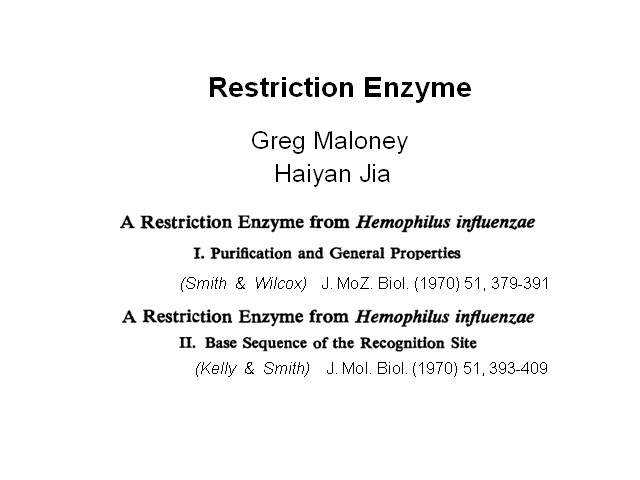 Restriction Enzyme
Greg Maloney
Haiyan Jia
A Restriction Enzyme from Hemophilus influenzae
I. Purification and General Properties
(Smith & Wilcox) J. MoZ. Biol. (1970) 51, 379-391
A Restriction Enzyme from Hemophilus influenzae
II. Base Sequence of the Recognition Site
(Kelly & Smith) J. Mol. Biol. (1970) 51, 393-409